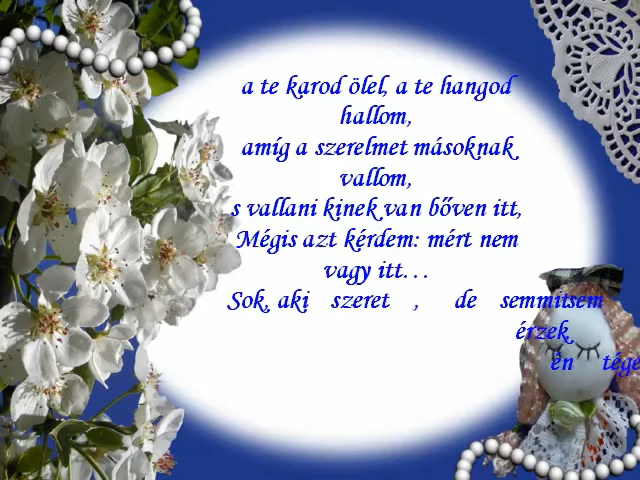 a te karod ölel, a te hangod
hallom,
amíg a szerelmet másoknak
vallom,
s vallani kinek van bőven itt,
Mégis azt kérdem: mért nem
vagy itt…
Sok, aki szeret , de semmitsem
érzek
én tége